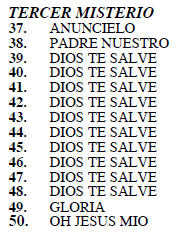 TERCER MISTERIO
37. ANUNCIELO
38. PADRE NUESTRO
39. DIOS TE SALVE
40. DIOS TE SALVE
41. DIOS TE SALVE
42. DIOS TE SALVE
43. DIOS TE SALVE
44. DIOS TE SALVE
45. DIOS TE SALVE
46. DIOS TE SALVE
47. DIOS TE SALVE
48. DIOS TE SALVE
49. GLORIA
50. OH JESUS MIO